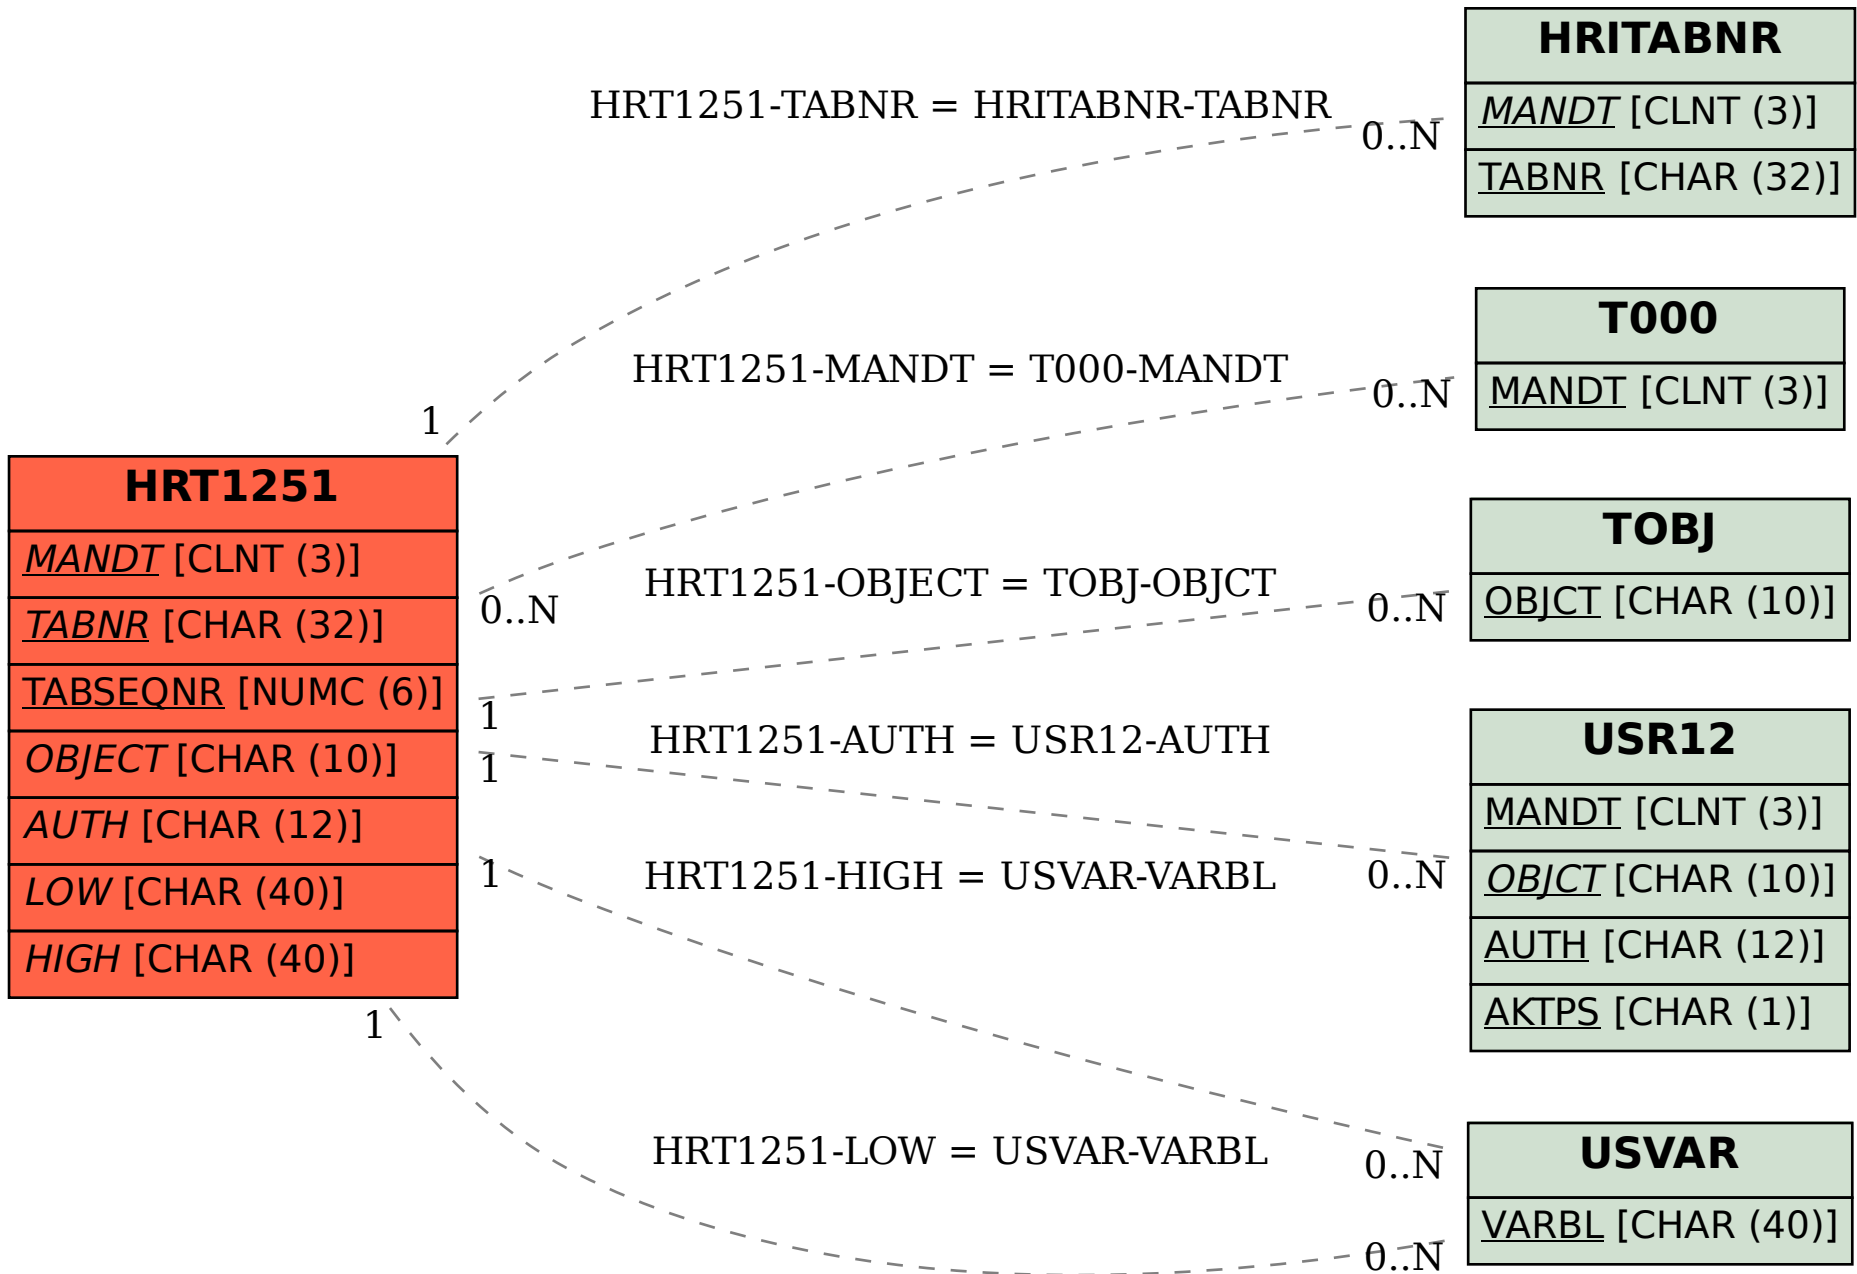 HRITABNR
MANDT [CLNT (3)]
TABNR [CHAR (32)]
HRT1251-TABNR = HRITABNR-TABNR
0..N
1
T000
MANDT [CLNT (3)]
HRT1251-MANDT = T000-MANDT
0..N
0..N
HRT1251
MANDT [CLNT (3)]
TABNR [CHAR (32)]
TABSEQNR [NUMC (6)]
OBJECT [CHAR (10)]
AUTH [CHAR (12)]
LOW [CHAR (40)]
HIGH [CHAR (40)]
TOBJ
OBJCT [CHAR (10)]
HRT1251-OBJECT = TOBJ-OBJCT
0..N
1
HRT1251-AUTH = USR12-AUTH
1
0..N
USR12
MANDT [CLNT (3)]
OBJCT [CHAR (10)]
AUTH [CHAR (12)]
AKTPS [CHAR (1)]
HRT1251-HIGH = USVAR-VARBL
1
0..N
HRT1251-LOW = USVAR-VARBL
1
0..N
USVAR
VARBL [CHAR (40)]